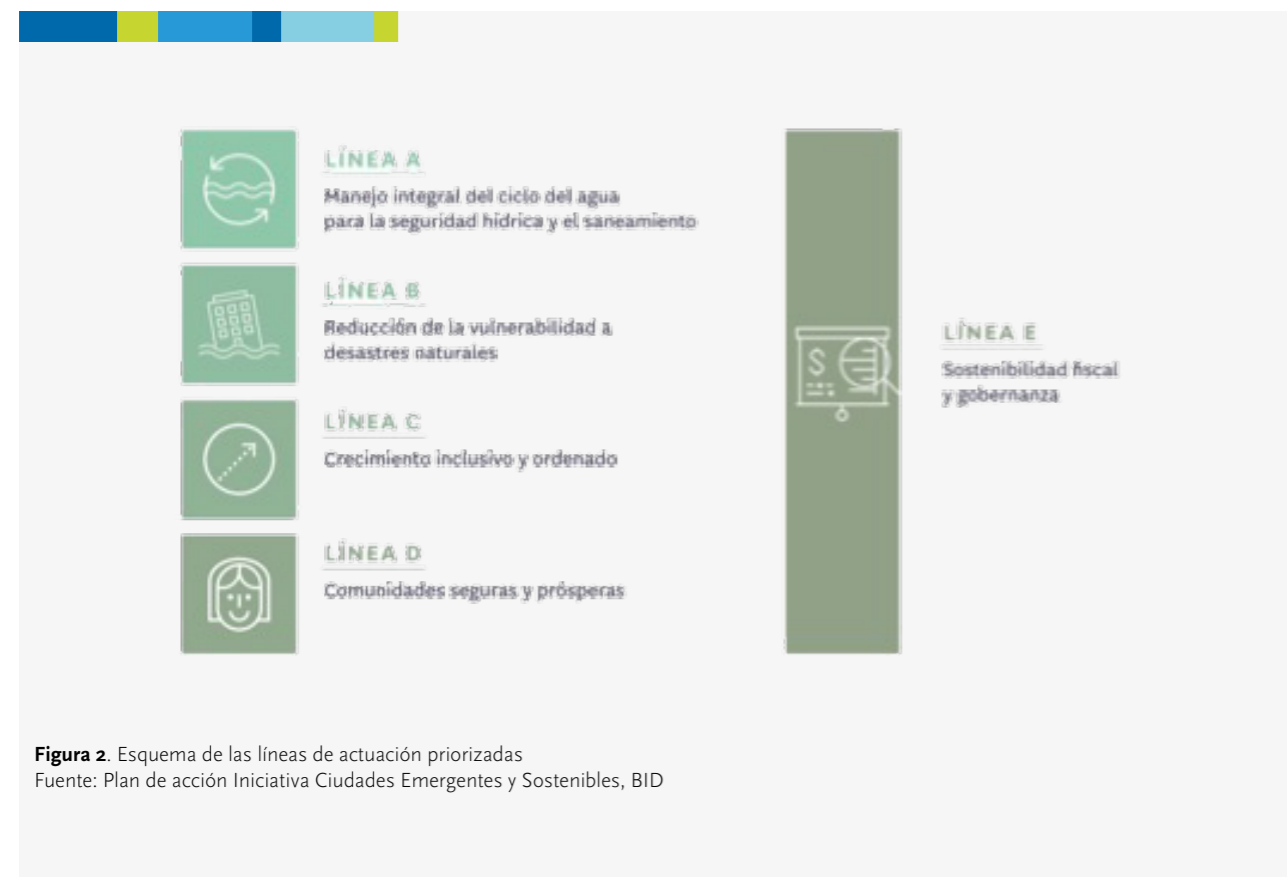 LÍNEA A
Manejo integral del ciclo del agua
para la seguridad hídrica y el saneamiento
LÍNEA B
Reducción de la vulnerabilidad a
desastres naturales
LÍNEA C
Crecimiento inclusivo y ordenado
LÍNEA D
Comunidades seguras y prósperas
LÍNEA E
Sostenibilidad fiscal
y gobernanza
Figura 2. Esquema de las líneas de actuación priorizadas
Fuente: Plan de acción Iniciativa Ciudades Emergentes y Sostenibles, BID